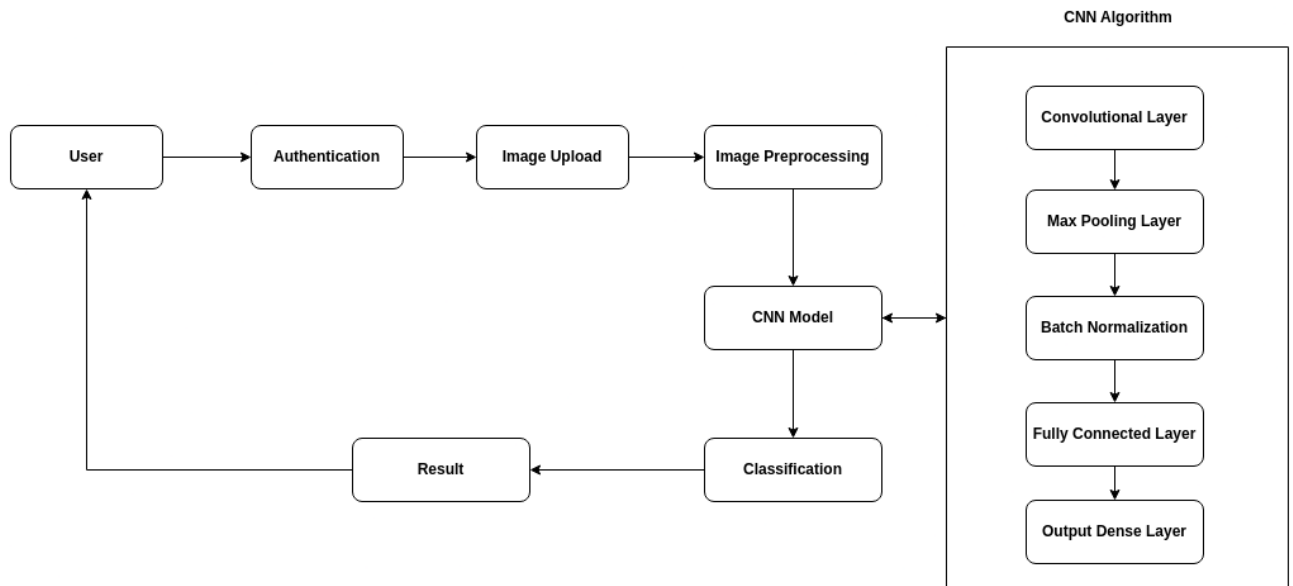 CNN Algorithm
Convolutional Layer
User
Authentication
Image Upload
Image Preprocessing
Max Pooling Layer
CNN Model
Batch Normalization
Fully Connected Layer
Result
Classification
Output Dense Layer